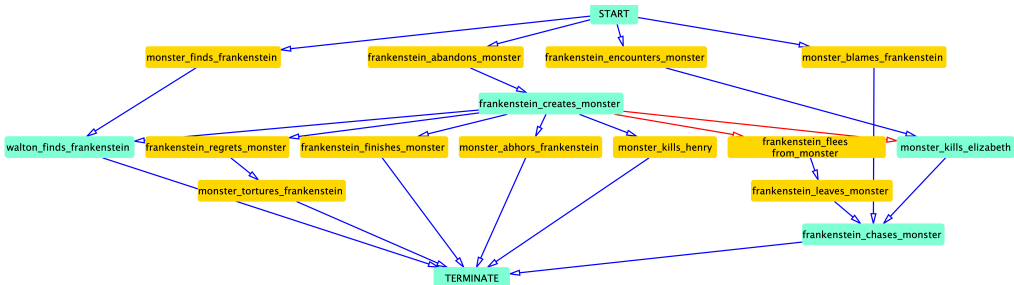 START
monster_finds_frankenstein
frankenstein_abandons_monster
frankenstein_encounters_monster
monster_blames_frankenstein
frankenstein_creates_monster
walton_finds_frankenstein
frankenstein_regrets_monster
frankenstein_finishes_monster
monster_abhors_frankenstein
monster_kills_henry
frankenstein_flees
from_monster
monster_kills_elizabeth
monster_tortures_frankenstein
frankenstein_leaves_monster
frankenstein_chases_monster
TERMINATE